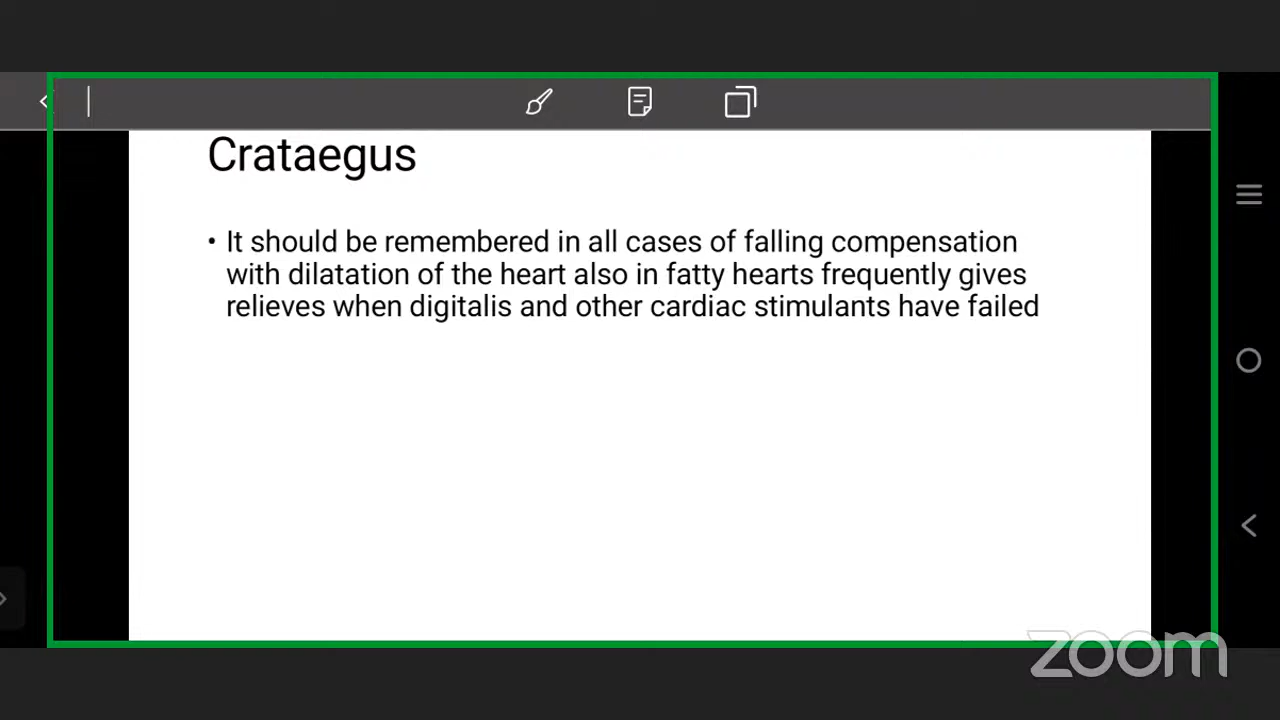 Crataegus
• It should be remembered in all cases of falling compensation
with dilatation of the heart also in fatty hearts frequently gives
relieves when digitalis and other cardiac stimulants have failed
zoom